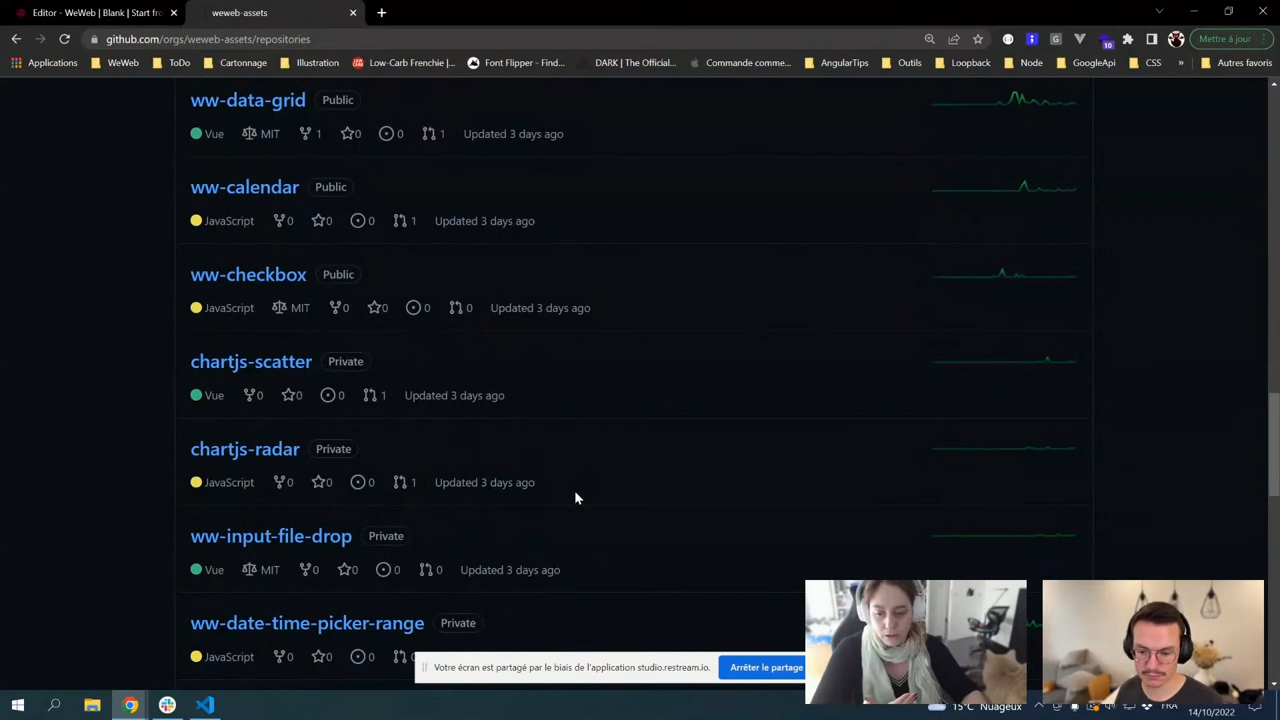 Editor - WeWeb | Blank | Start fro
weweb-assets
github.com/orgs/weweb-assets/repositories
10
Mettre à jour
Applications
WeWeb
ToDo
Cartonnage
Illustration
Low-Carb Frenchie |...
Font Flipper - Find...
DARK | The Official...
Commande comme...
AngularTips
Outils
Loopback
Node
GoogleApi
CSS
»
Autres favoris
ww-data-grid Public
Vue MIT 1 0 0 1 Updated 3 days ago
ww-calendar Public
JavaScript 0 0 0 1 Updated 3 days ago
ww-checkbox Public
JavaScript MIT 0 0 0 0 Updated 3 days ago
chartjs-scatter Private
Vue 0 0 0 1 Updated 3 days ago
chartjs-radar Private
JavaScript 0 0 0 1 Updated 3 days ago
ww-input-file-drop Private
Vue MIT 0 0 0 0 Updated 3 days ago
ww-date-time-picker-range Private
JavaScript 0 0 0
Votre écran est partagé par le biais de l'application studio.restream.io.
Arrêter le partage
15°C Nuageux
FRA
14/10/2022